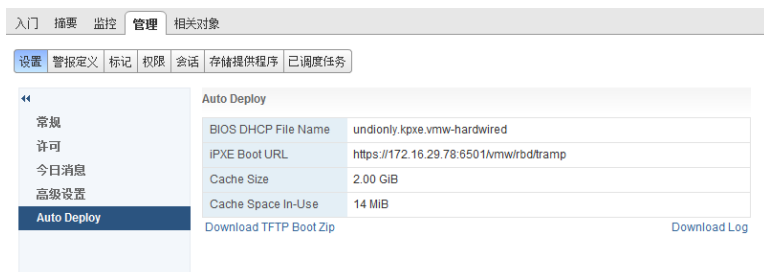 入门 摘要 监控 管理 相关对象
设置 警报定义 标记 权限 会话 存储提供程序 已调度任务
常规
许可
今日消息
高级设置
Auto Deploy
Auto Deploy
BIOS DHCP File Name undionly.kpxe.vmw-hardwired
iPXE Boot URL https://172.16.29.78:6501/vmw/rbd/tramp
Cache Size 2.00 GiB
Cache Space In-Use 14 MiB
Download TFTP Boot Zip Download Log